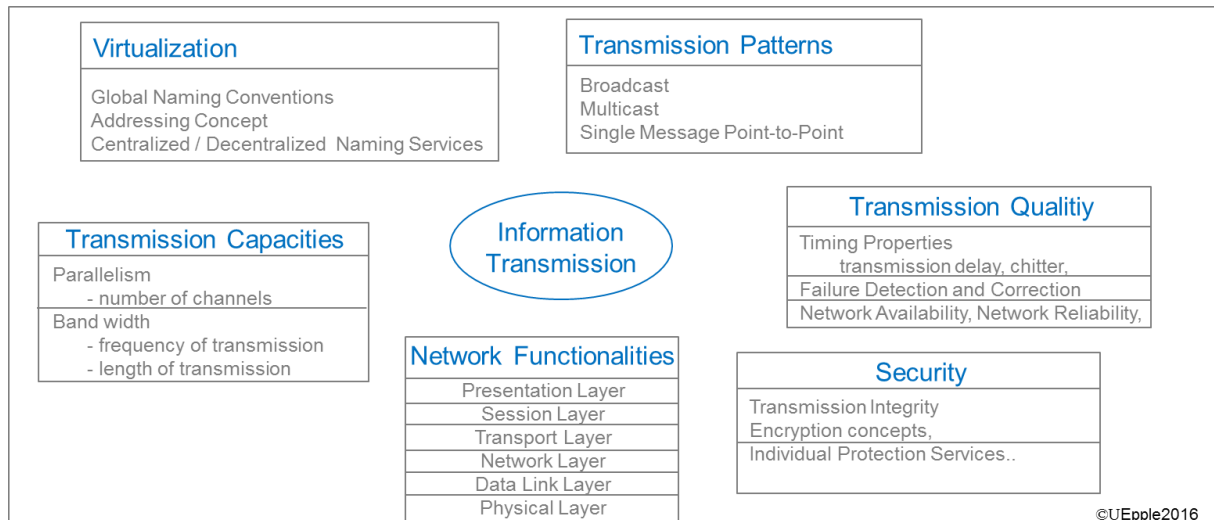 Virtualization
Global Naming Conventions
Addressing Concept
Centralized / Decentralized Naming Services
Transmission Patterns
Broadcast
Multicast
Single Message Point-to-Point
Transmission Capacities
Parallelism
- number of channels
Band width
- frequency of transmission
- length of transmission
Information
Transmission
Transmission Qualitiy
Timing Properties
transmission delay, chitter,
Failure Detection and Correction
Network Availability, Network Reliability,
Network Functionalities
Presentation Layer
Session Layer
Transport Layer
Network Layer
Data Link Layer
Physical Layer
Security
Transmission Integrity
Encryption concepts,
Individual Protection Services..
©UEpple2016